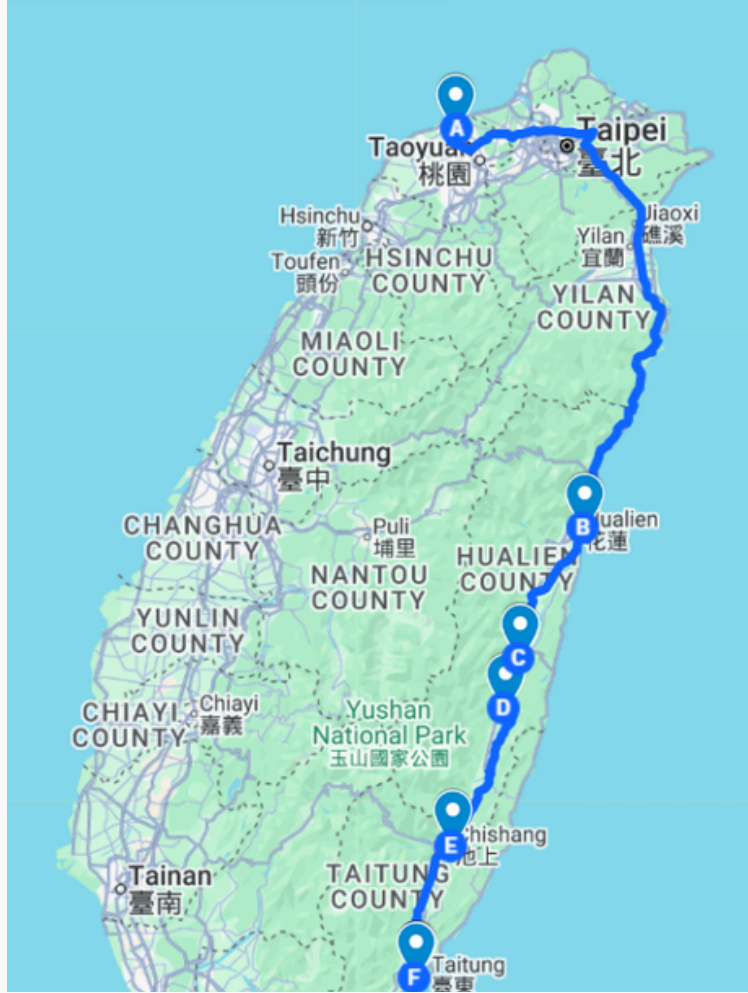 A
Taipei
臺北
Taoyuan
桃園
Hsinchu
新竹
Jiaoxi
礁溪
Yilan
宜蘭
Toufen
頭份
HSINCHU
COUNTY
YILAN
COUNTY
MIAOLI
COUNTY
Taichung
臺中
CHANGHUA
COUNTY
Puli
埔里
B
Hualien
花蓮
HUALIEN
COUNTY
NANTOU
COUNTY
YUNLIN
COUNTY
C
D
CHIAYI
COUNTY
Chiayi
嘉義
Yushan
National Park
玉山國家公園
E
Chishang
池上
TAITUNG
COUNTY
Tainan
臺南
F
Taitung
臺東